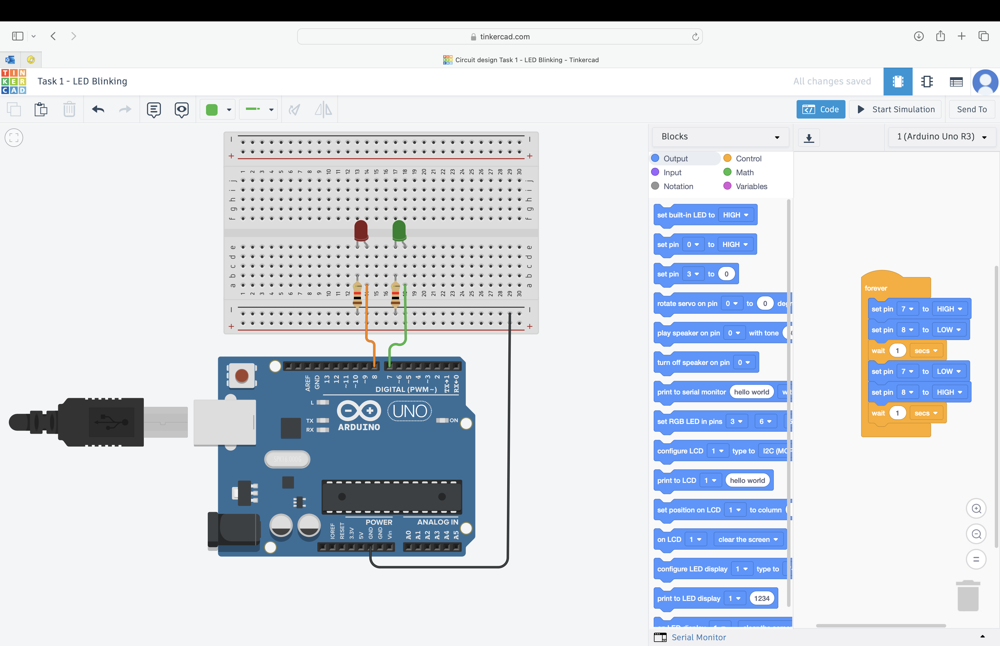 tinkercad.com
Circuit design Task 1 - LED Blinking - Tinkercad
TIN
KER
CAD
Task 1 - LED Blinking
All changes saved
Code
Start Simulation
Send To
Blocks
1 (Arduino Uno R3)
Output
Control
Input
Math
Notation
Variables
set built-in LED to HIGH
set pin 0 to HIGH
set pin 3 to 0
rotate servo on pin 0 to 0
play speaker on pin 0 with tone
turn off speaker on pin 0
print to serial monitor hello world
set RGB LED in pins 3 6
configure LCD 1 type to I2C
print to LCD 1 hello world
set position on LCD 1 to column
on LCD 1 clear the screen
configure LED display 1 type to
print to LED display 1 1234
forever
set pin 7 to HIGH
set pin 8 to LOW
wait 1 secs
set pin 7 to LOW
set pin 8 to HIGH
wait 1 secs
Serial Monitor
− −
+ +
1 2 3 4 5 6 7 8 9 10 11 12 13 14 15 16 17 18 19 20 21 22 23 24 25 26 27 28 29 30
j j
i i
h h
g g
f f
e e
d d
c c
b b
a a
1 2 3 4 5 6 7 8 9 10 11 12 15 16 19 20 21 22 23 24 25 26 27 28 29 30
− −
+ +
AREF GND 13 12 ~11 ~10 ~9 8 7 ~6 ~5 4 ~3 2 TX→1 RX←0
DIGITAL (PWM~)
L
TX
RX
ARDUINO
UNO
ON
SPK16.000G
POWER
ANALOG IN
IOREF RESET 3.3V 5V GND GND Vin A0 A1 A2 A3 A4 A5